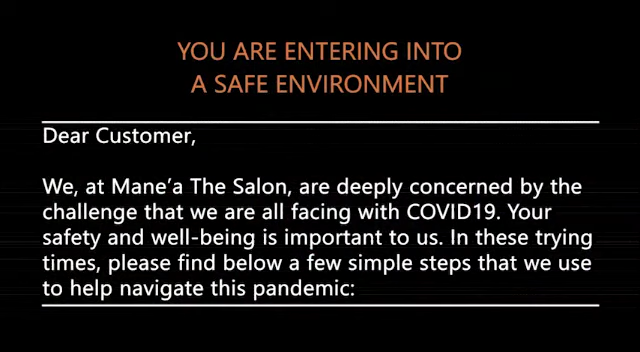 YOU ARE ENTERING INTO
A SAFE ENVIRONMENT
Dear Customer,
We, at Mane’a The Salon, are deeply concerned by the
challenge that we are all facing with COVID19. Your
safety and well-being is important to us. In these trying
times, please find below a few simple steps that we use
to help navigate this pandemic: